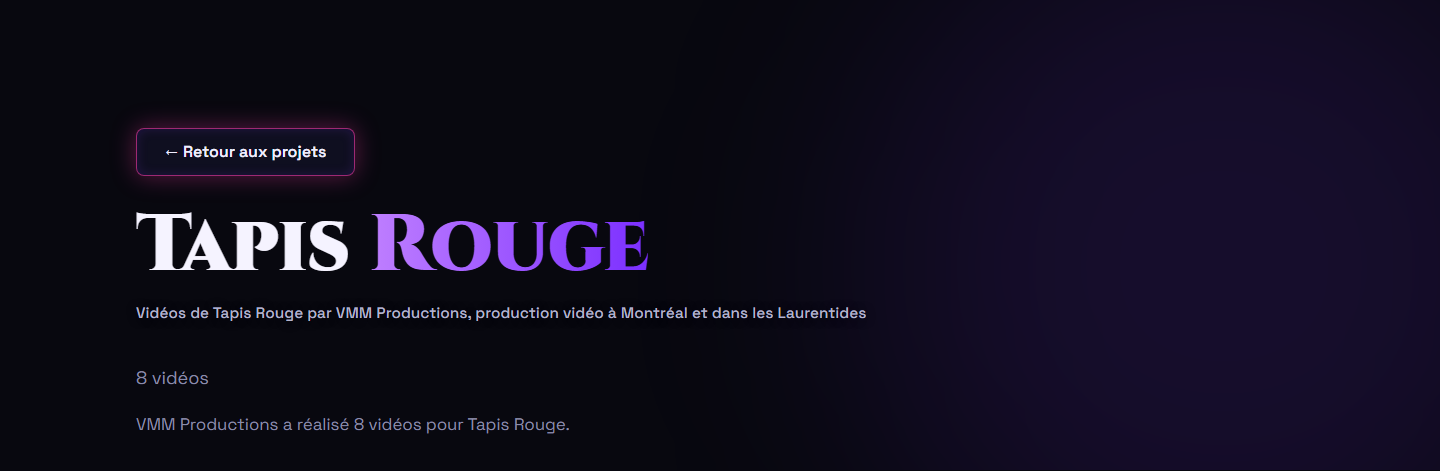 ← Retour aux projets
Tapis Rouge
Vidéos de Tapis Rouge par VMM Productions, production vidéo à Montréal et dans les Laurentides
8 vidéos
VMM Productions a réalisé 8 vidéos pour Tapis Rouge.